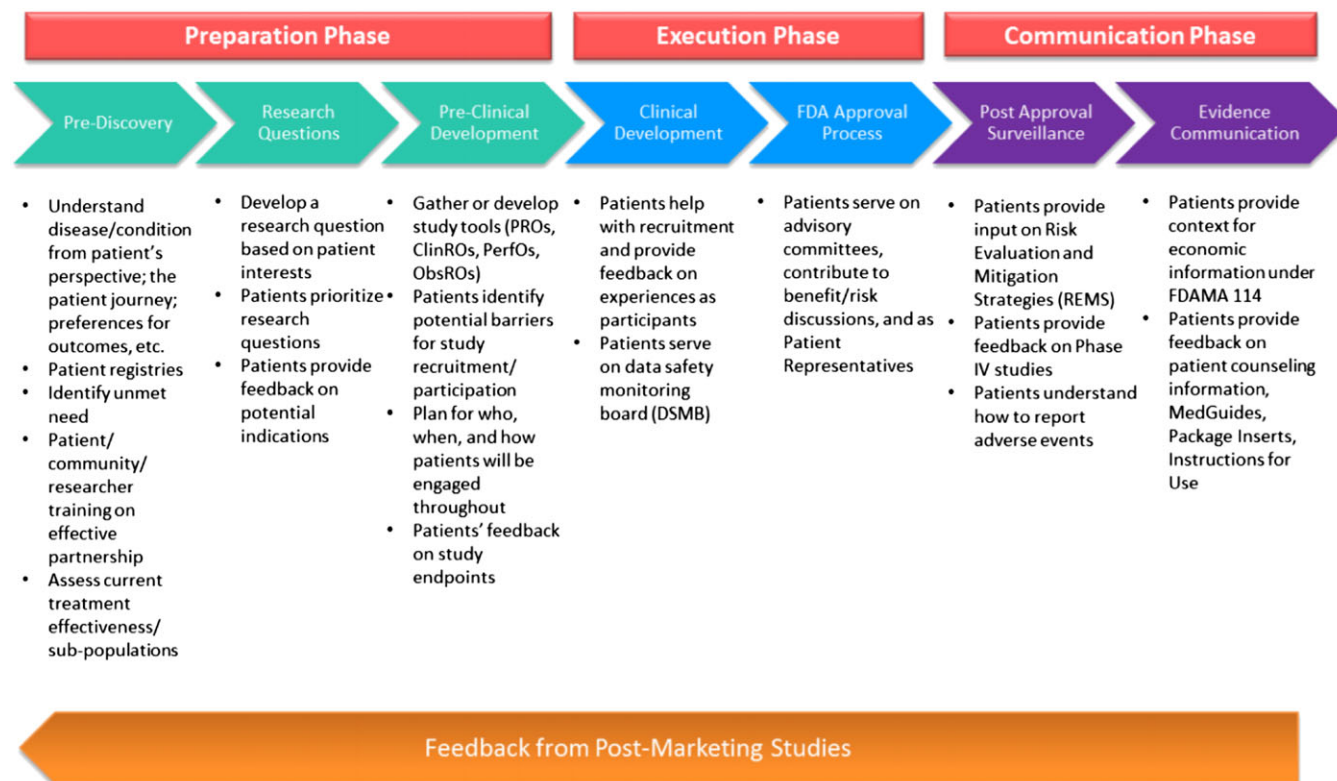 Preparation Phase
Execution Phase
Communication Phase
Pre-Discovery
Research
Questions
Pre-Clinical
Development
Clinical
Development
FDA Approval
Process
Post Approval
Surveillance
Evidence
Communication
• Understand
disease/condition
from patient's
perspective; the
patient journey;
preferences for
outcomes, etc.
• Patient registries
• Identify unmet
need
• Patient/
community/
researcher
training on
effective
partnership
• Assess current
treatment
effectiveness/
sub-populations
• Develop a
research question
based on patient
interests
• Patients prioritize
research
questions
• Patients provide
feedback on
potential
indications
• Gather or develop
study tools (PROs,
ClinROs, PerfOs,
ObsROs)
• Patients identify
potential barriers
for study
recruitment/
participation
• Plan for who,
when, and how
patients will be
engaged
throughout
• Patients' feedback
on study
endpoints
• Patients help
with recruitment
and provide
feedback on
experiences as
participants
• Patients serve
on data safety
monitoring
board (DSMB)
• Patients serve on
advisory
committees,
contribute to
benefit/risk
discussions, and as
Patient
Representatives
• Patients provide
input on Risk
Evaluation and
Mitigation
Strategies (REMS)
• Patients provide
feedback on Phase
IV studies
• Patients understand
how to report
adverse events
• Patients provide
context for
economic
information under
FDAMA 114
• Patients provide
feedback on
patient counseling
information,
MedGuides,
Package Inserts,
Instructions for
Use
Feedback from Post-Marketing Studies